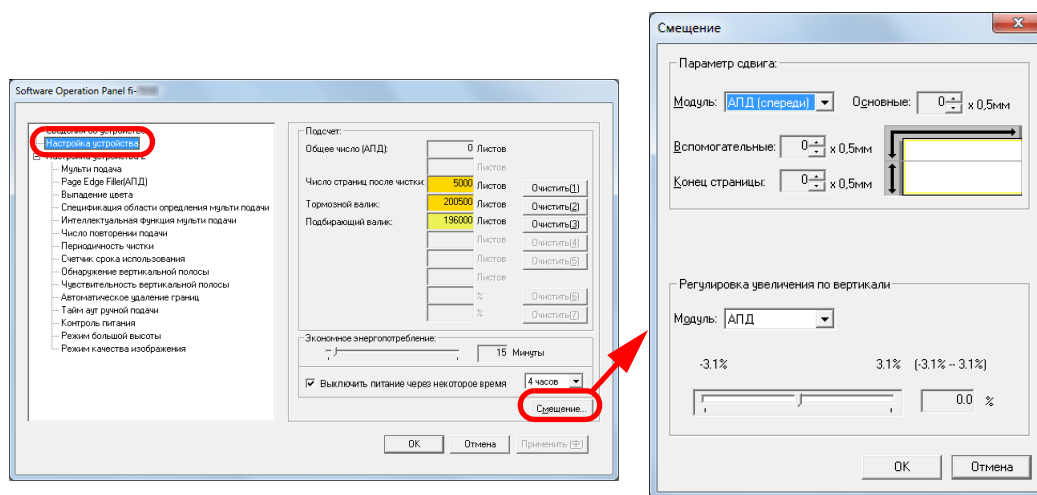 Software Operation Panel fi-
Сведения об устройстве
Настройка устройства
Настройка устройства 2
Мульти подача
Page Edge Filler(АПД)
Выпадение цвета
Спецификация области опредления мульти подачи
Интеллектуальная функция мульти подачи
Число повторении подачи
Периодичность чистки
Счетчик срока использования
Обнаружение вертикальной полосы
Чувствительность вертикальной полосы
Автоматическое удаление границ
Тайм аут ручной подачи
Контроль питания
Режим большой высоты
Режим качества изображения
Подсчет:
Общее число (АПД): 0 Листов
Листов
Число страниц после чистки: 5000 Листов Очистить(1)
Тормозной валик: 200500 Листов Очистить(2)
Подбирающий валик: 196000 Листов Очистить(3)
Листов Очистить(4)
Листов Очистить(5)
Листов
% Очистить(6)
% Очистить(7)
Экономное энергопотребление:
15 Минуты
Выключить питание через некоторое время 4 часов
Смещение...
OK Отмена Применить (Ф)
Смещение
Параметр сдвига:
Модуль: АПД (спереди) Основные: 0 x 0,5мм
Вспомогательные: 0 x 0,5мм
Конец страницы: 0 x 0,5мм
Регулировка увеличения по вертикали
Модуль: АПД
-3.1% 3.1% (-3.1% -- 3.1%)
0.0 %
OK Отмена